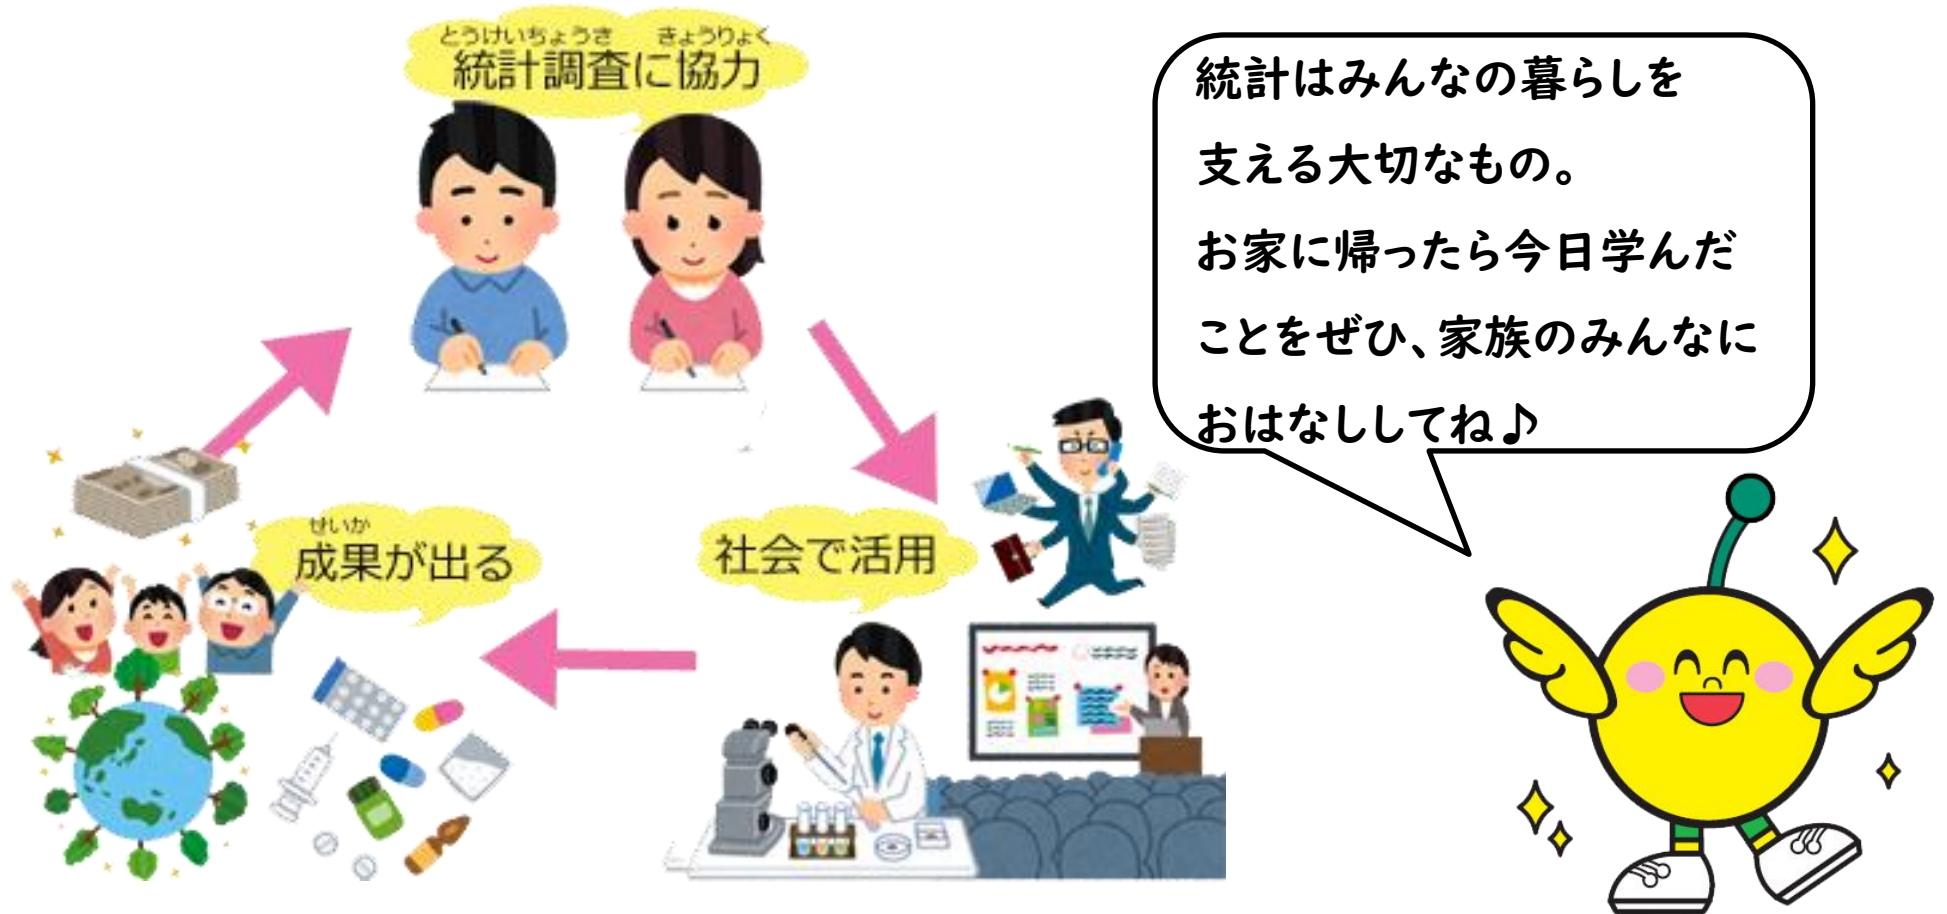 とうけいちょうさ きょうりょく
統計調査に協力
社会で活用
せいか
成果が出る
統計はみんなの暮らしを
支える大切なもの。
お家に帰ったら今日学んだ
ことをぜひ、家族のみんなに
おはなししてね♪